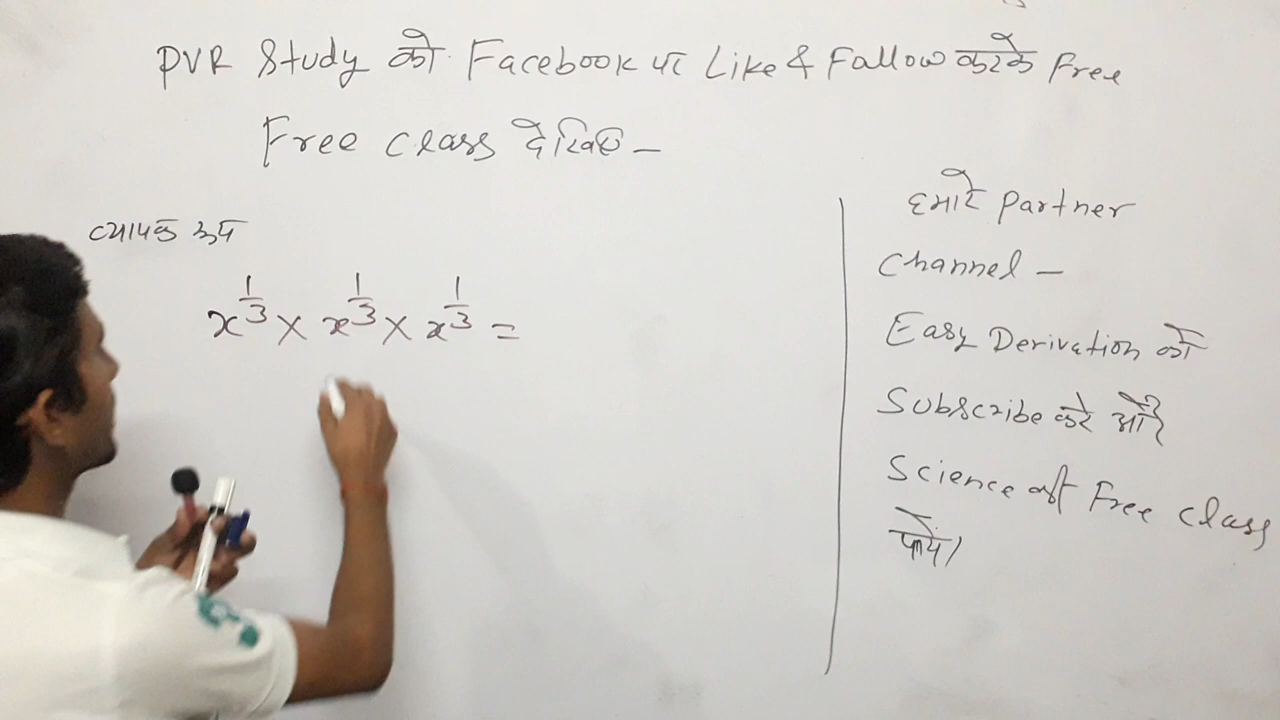 PVR Study को Facebook पर Like & Fallow करके Free
Free class देखिये -
व्यापक रूप
x^{1/3} × x^{1/3} × x^{1/3} =
हमारे Partner
Channel -
Easy Derivation को
Subscribe करे और
Science की Free class
पायें।